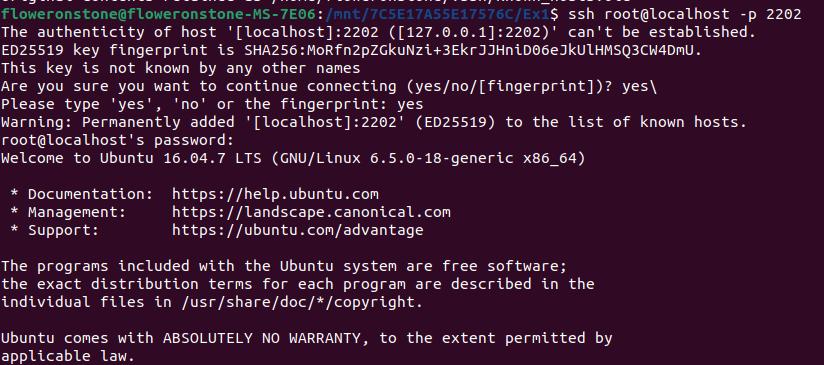 floweronstone@floweronstone-MS-7E06:/mnt/7C5E17A55E17576C/Ex1$ ssh root@localhost -p 2202
The authenticity of host '[localhost]:2202 ([127.0.0.1]:2202)' can't be established.
ED25519 key fingerprint is SHA256:MoRfn2pZGkuNzi+3EkrJJHniD06eJkUlHMSQ3CW4DmU.
This key is not known by any other names
Are you sure you want to continue connecting (yes/no/[fingerprint])? yes\
Please type 'yes', 'no' or the fingerprint: yes
Warning: Permanently added '[localhost]:2202' (ED25519) to the list of known hosts.
root@localhost's password:
Welcome to Ubuntu 16.04.7 LTS (GNU/Linux 6.5.0-18-generic x86_64)

 * Documentation:  https://help.ubuntu.com
 * Management:     https://landscape.canonical.com
 * Support:        https://ubuntu.com/advantage

The programs included with the Ubuntu system are free software;
the exact distribution terms for each program are described in the
individual files in /usr/share/doc/*/copyright.

Ubuntu comes with ABSOLUTELY NO WARRANTY, to the extent permitted by
applicable law.